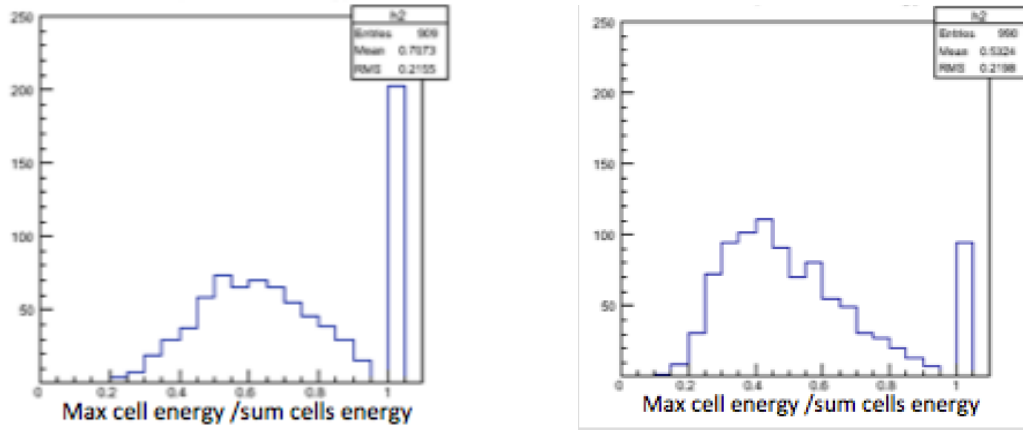 h2
Entries 909
Mean 0.7073
RMS 0.2155
250
200
150
100
50
0 0.2 0.4 0.6 0.8 1
Max cell energy /sum cells energy
h2
Entries 990
Mean 0.5324
RMS 0.2198
250
200
150
100
50
0 0.2 0.4 0.6 0.8 1
Max cell energy /sum cells energy